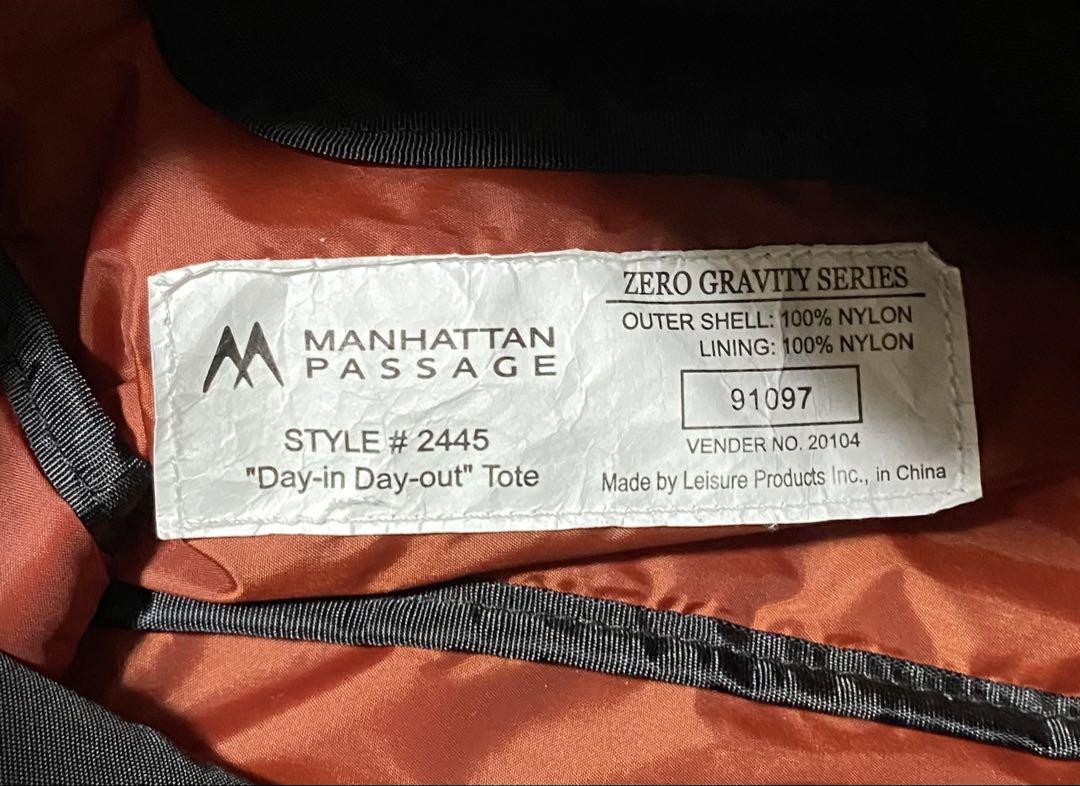 MANHATTAN
PASSAGE
STYLE # 2445
"Day-in Day-out" Tote
ZERO GRAVITY SERIES
OUTER SHELL: 100% NYLON
LINING: 100% NYLON
91097
VENDER NO. 20104
Made by Leisure Products Inc., in China